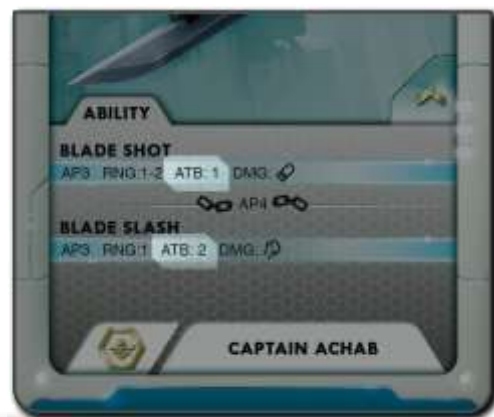 ABILITY
BLADE SHOT
AP3 RNG:1-2 ATB: 1 DMG:
AP4
BLADE SLASH
AP3 RNG:1 ATB: 2 DMG:
CAPTAIN ACHAB